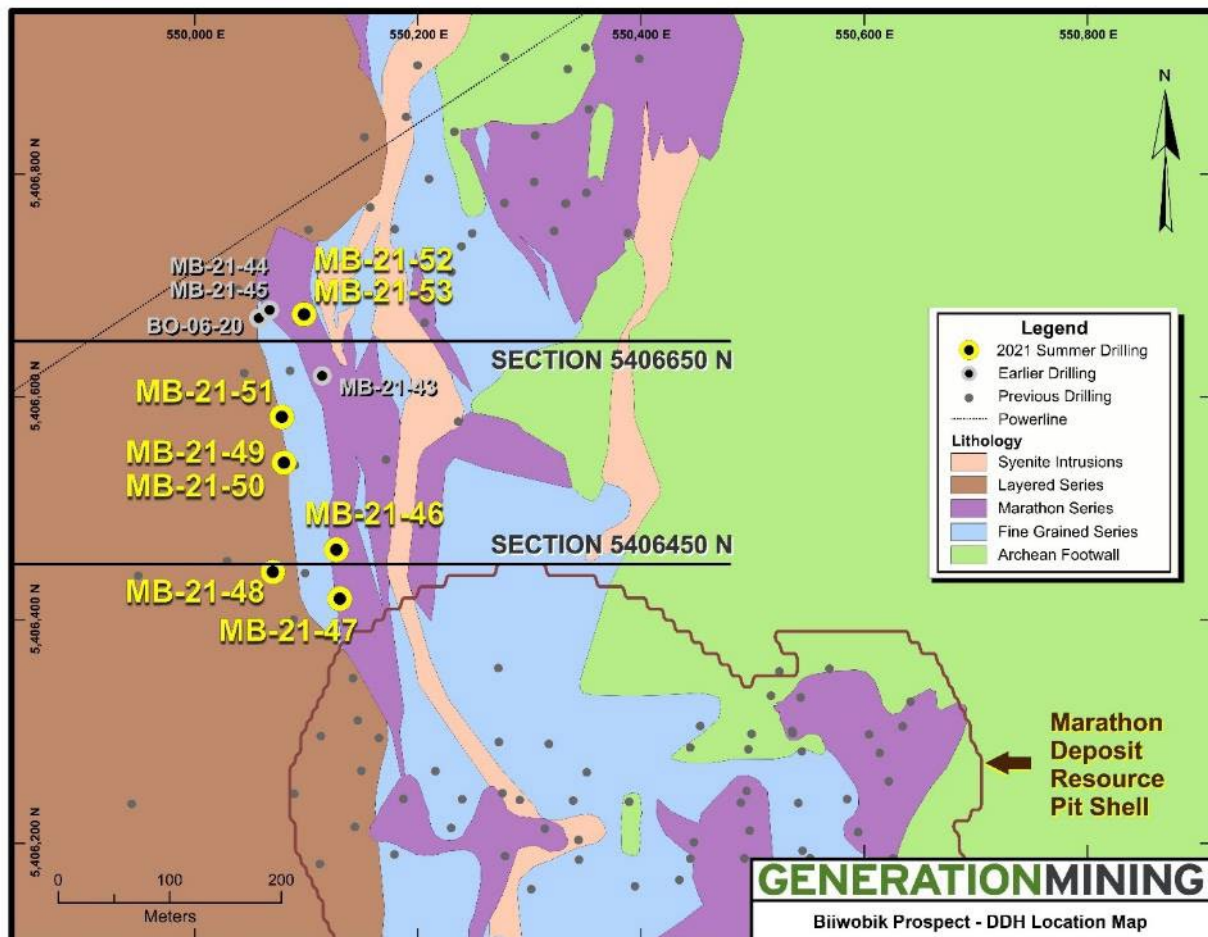 550,000 E
550,200 E
550,400 E
550,600 E
550,800 E
N
5,406,800 N
5,406,600 N
5,406,400 N
5,406,200 N
MB-21-44
MB-21-45
BO-06-20
MB-21-52
MB-21-53
SECTION 5406650 N
MB-21-43
MB-21-51
MB-21-49
MB-21-50
MB-21-46
SECTION 5406450 N
MB-21-48
MB-21-47
Legend
2021 Summer Drilling
Earlier Drilling
Previous Drilling
Powerline
Lithology
Syenite Intrusions
Layered Series
Marathon Series
Fine Grained Series
Archean Footwall
Marathon
Deposit
Resource
Pit Shell
0 100 200
Meters
GENERATIONMINING
Biiwobik Prospect - DDH Location Map